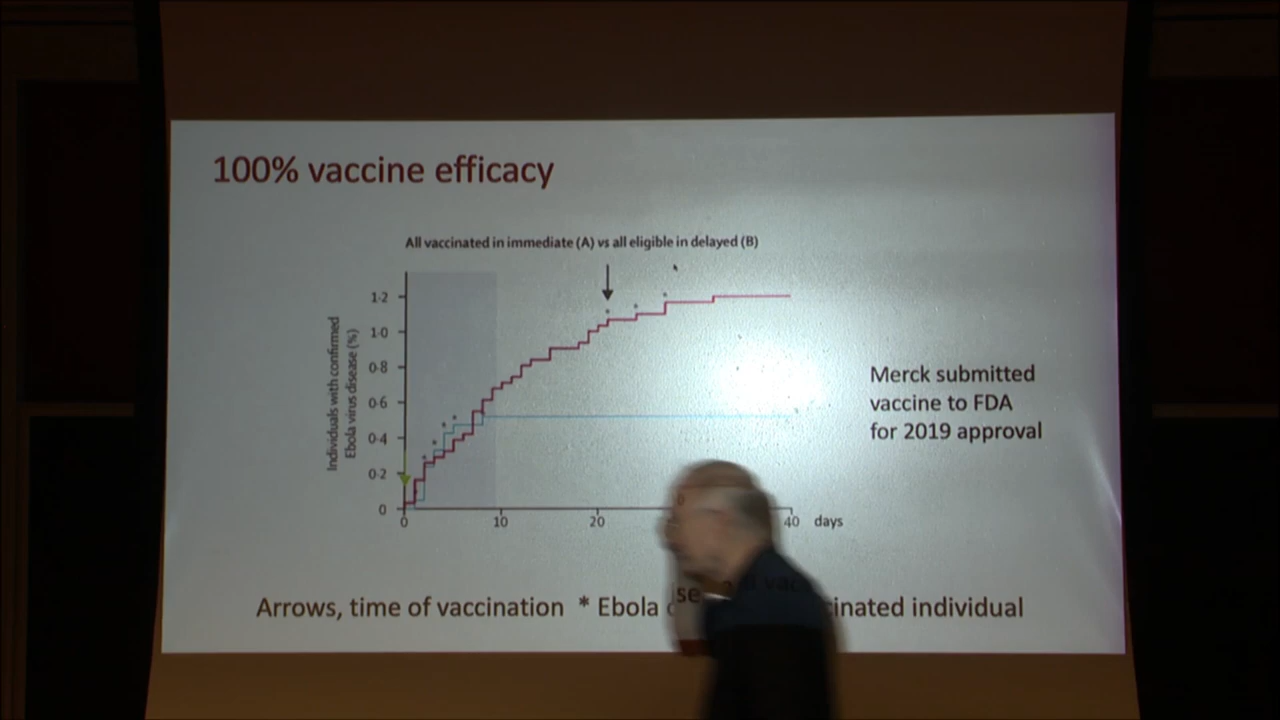 100% vaccine efficacy
All vaccinated in immediate (A) vs all eligible in delayed (B)
Individuals with confirmed
Ebola virus disease (%)
1·2
1·0
0·8
0·6
0·4
0·2
0
0 10 20 40 days
Merck submitted
vaccine to FDA
for 2019 approval
Arrows, time of vaccination * Ebola cinated individual